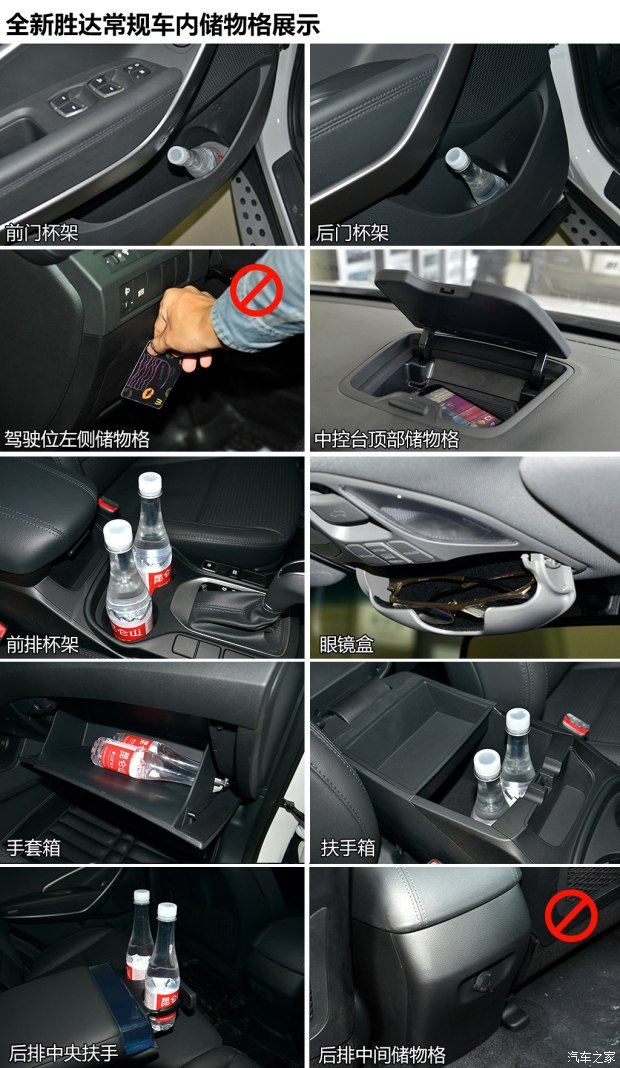 全新胜达常规车内储物格展示
前门杯架
后门杯架
驾驶位左侧储物格
中控台顶部储物格
前排杯架
眼镜盒
手套箱
扶手箱
后排中央扶手
后排中间储物格
汽车之家